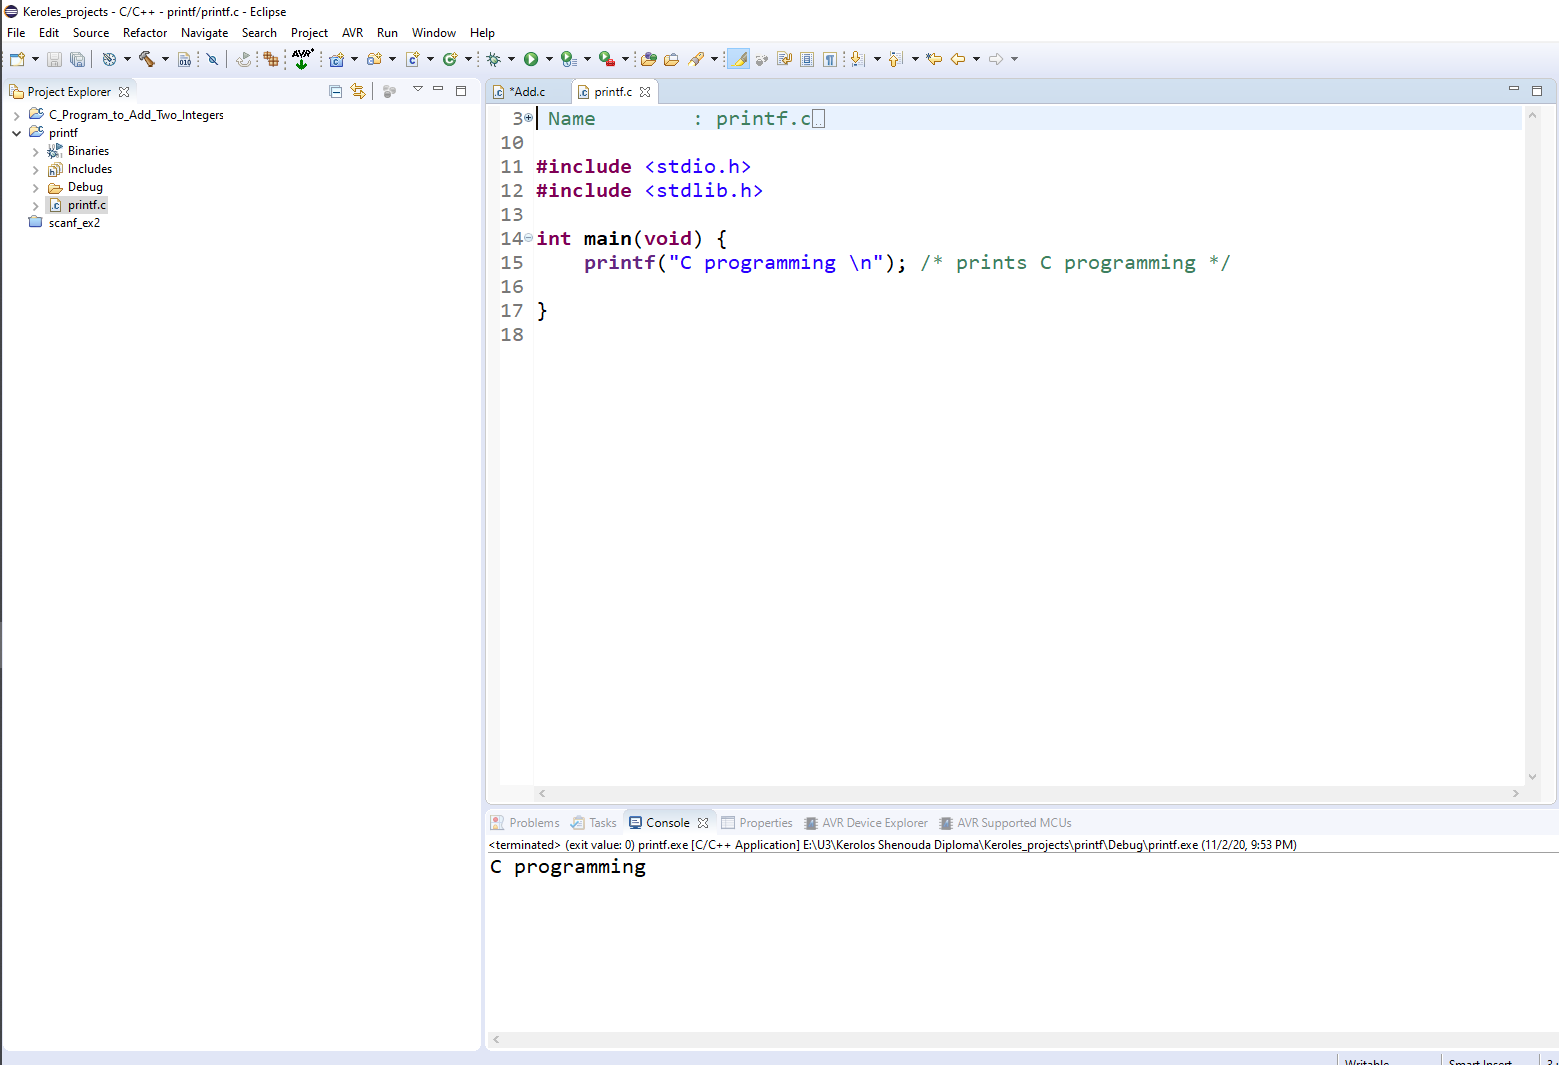 Keroles_projects - C/C++ - printf/printf.c - Eclipse
File Edit Source Refactor Navigate Search Project AVR Run Window Help
AVR
Project Explorer
C_Program_to_Add_Two_Integers
printf
Binaries
Includes
Debug
printf.c
scanf_ex2
*Add.c printf.c
3 Name : printf.c
10
11 #include <stdio.h>
12 #include <stdlib.h>
13
14 int main(void) {
15 printf("C programming \n"); /* prints C programming */
16
17 }
18
Problems Tasks Console Properties AVR Device Explorer AVR Supported MCUs
<terminated> (exit value: 0) printf.exe [C/C++ Application] E:\U3\Kerolos Shenouda Diploma\Keroles_projects\printf\Debug\printf.exe (11/2/20, 9:53 PM)
C programming
Writable Smart Insert